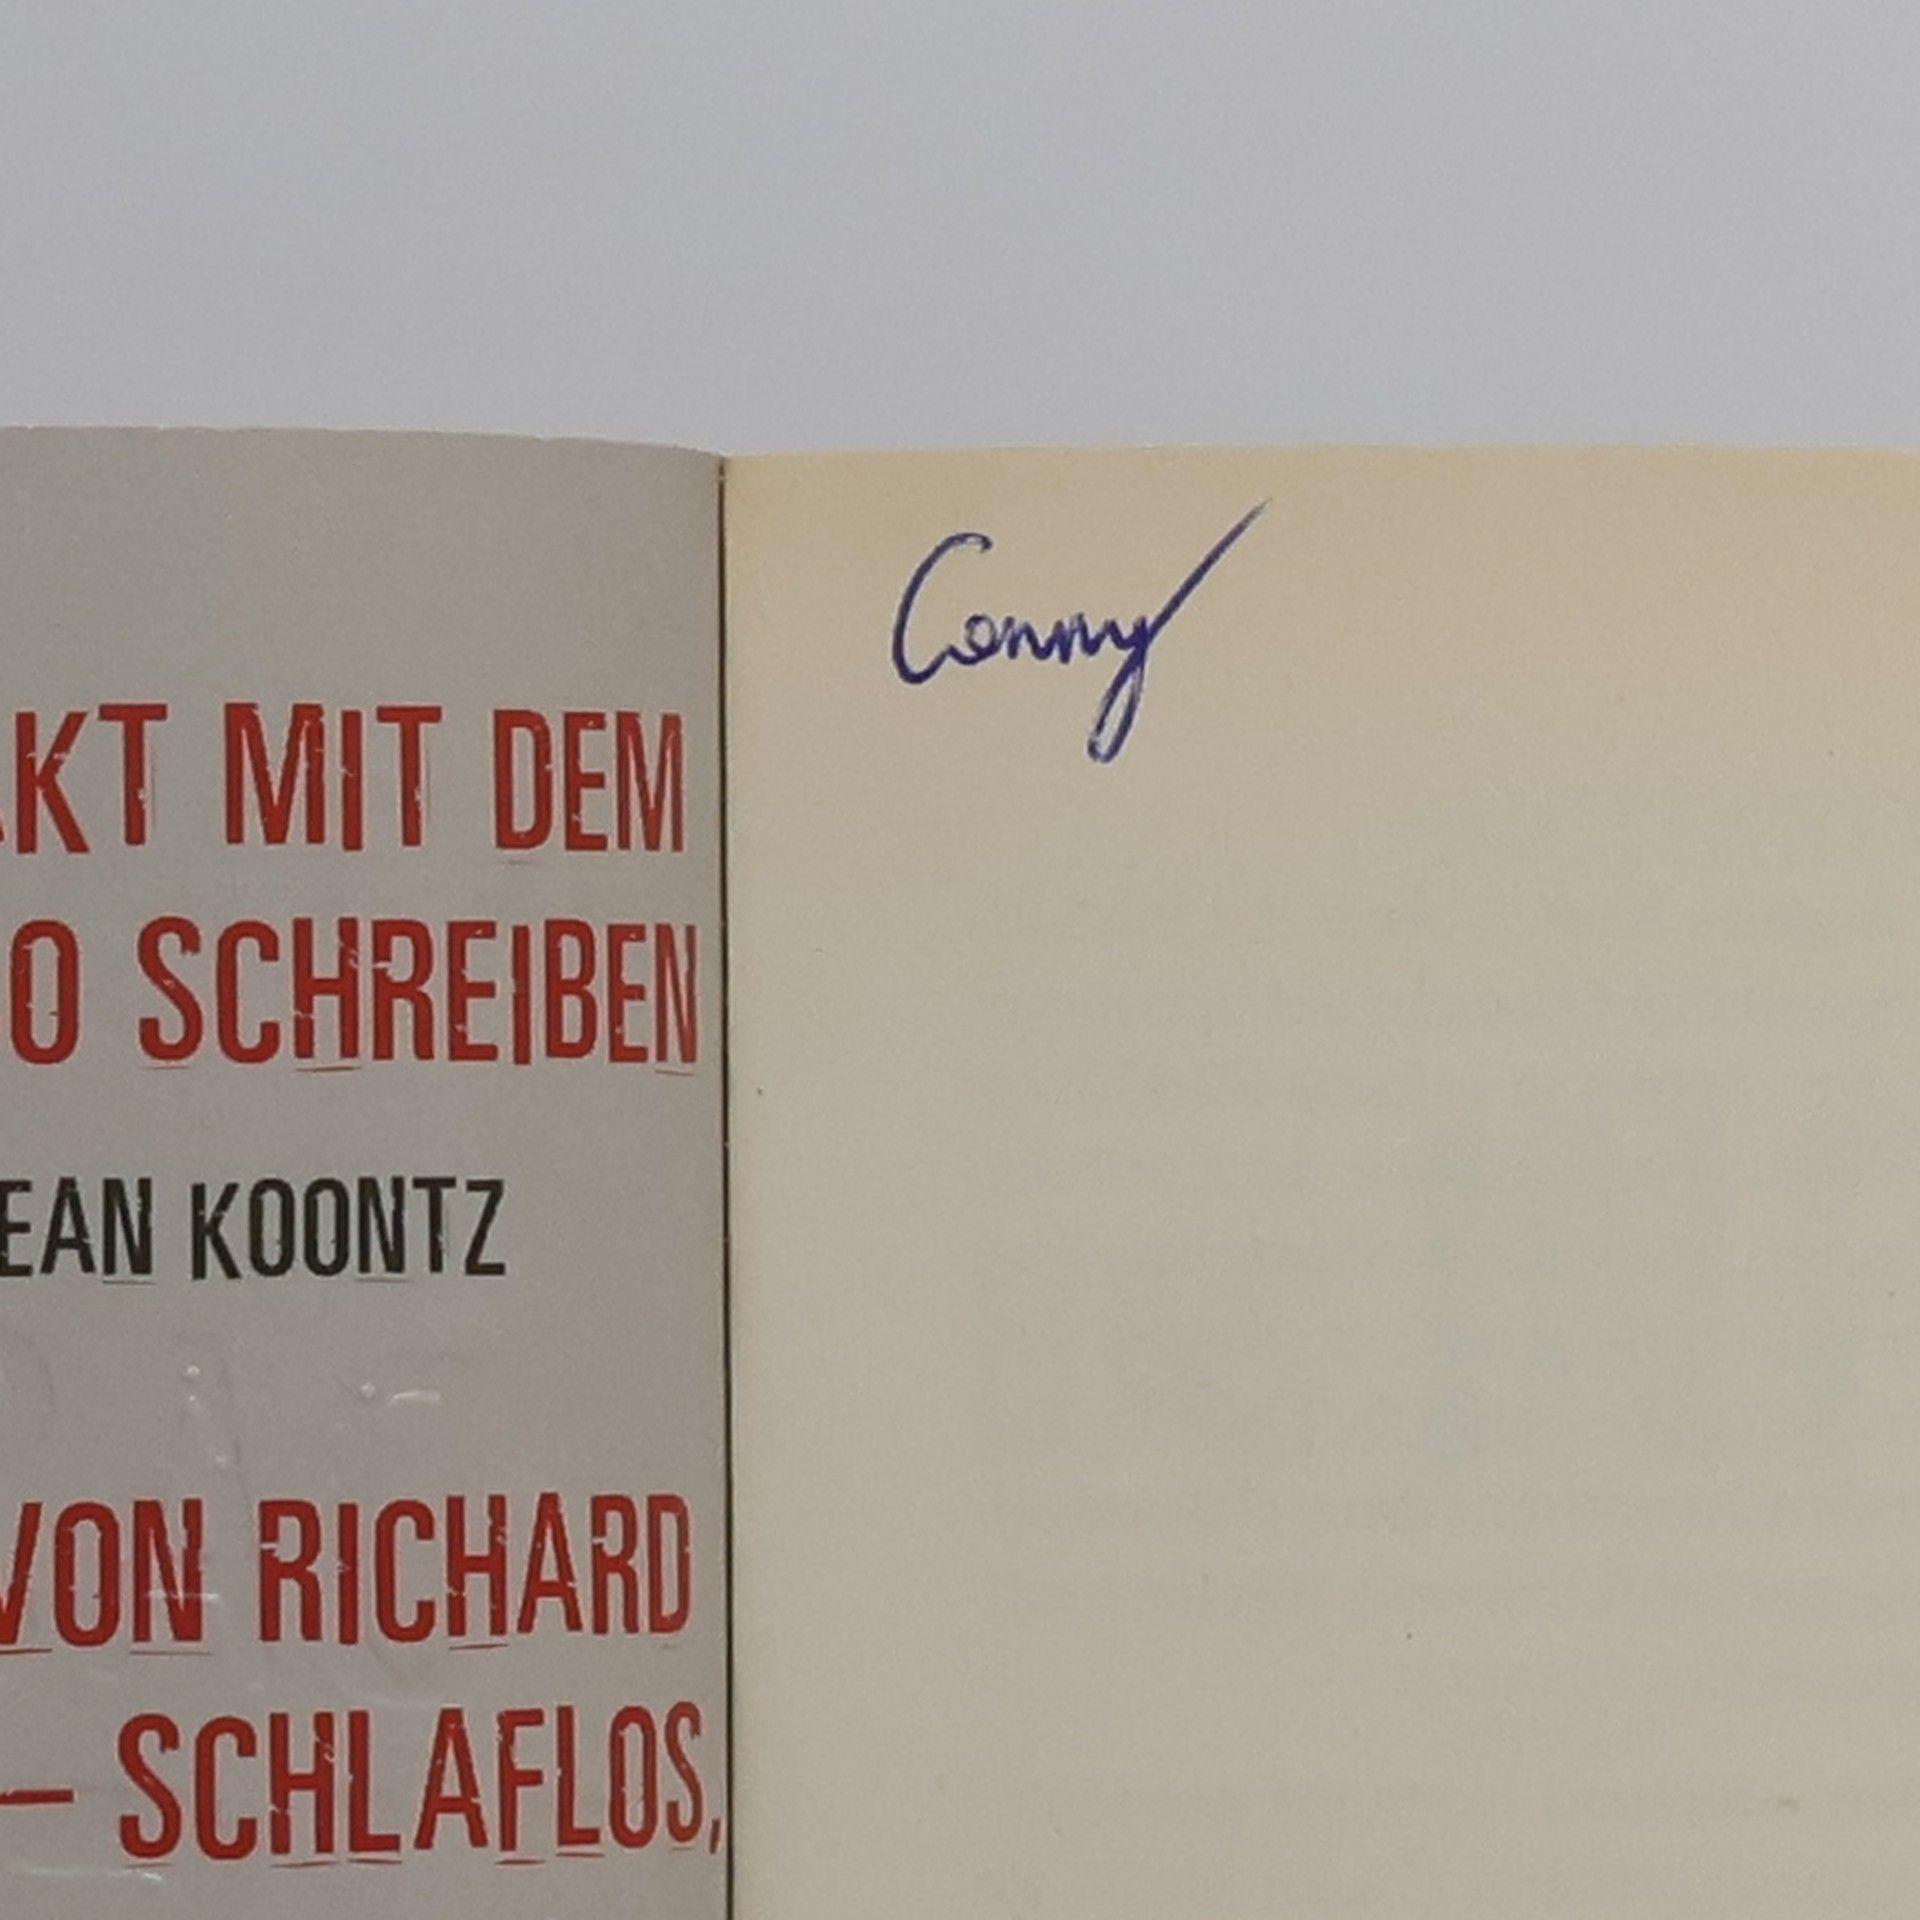 AKT MIT DEM
O SCHREIBEN
EAN KOONTZ
VON RICHARD
– SCHLAFLOS,
Conny